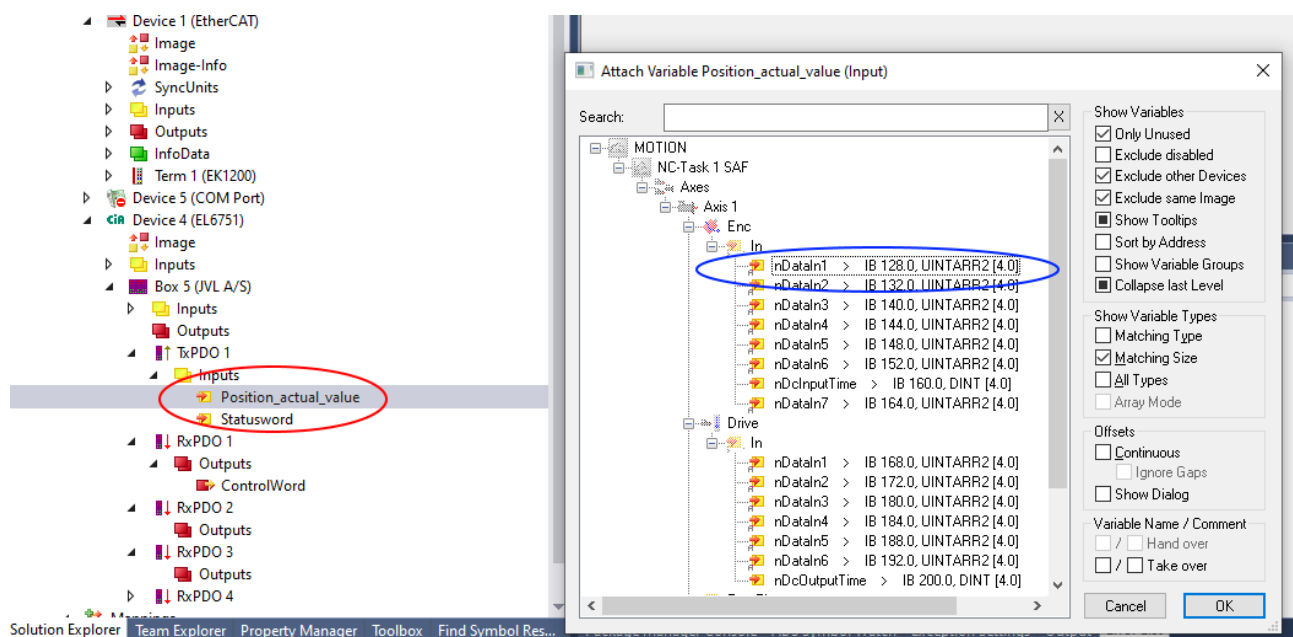 Device 1 (EtherCAT)
Image
Image-Info
SyncUnits
Inputs
Outputs
InfoData
Term 1 (EK1200)
Device 5 (COM Port)
CiA Device 4 (EL6751)
Image
Inputs
Box 5 (JVL A/S)
Inputs
Outputs
TxPDO 1
Inputs
Position_actual_value
Statusword
RxPDO 1
Outputs
ControlWord
RxPDO 2
Outputs
RxPDO 3
Outputs
RxPDO 4
Mappings
Solution Explorer Team Explorer Property Manager Toolbox Find Symbol Res...
Attach Variable Position_actual_value (Input)
Search:
MOTION
NC-Task 1 SAF
Axes
Axis 1
Enc
In
nDataIn1 > IB 128.0, UINTARR2 [4.0]
nDataIn2 > IB 132.0, UINTARR2 [4.0]
nDataIn3 > IB 140.0, UINTARR2 [4.0]
nDataIn4 > IB 144.0, UINTARR2 [4.0]
nDataIn5 > IB 148.0, UINTARR2 [4.0]
nDataIn6 > IB 152.0, UINTARR2 [4.0]
nDcInputTime > IB 160.0, DINT [4.0]
nDataIn7 > IB 164.0, UINTARR2 [4.0]
Drive
In
nDataIn1 > IB 168.0, UINTARR2 [4.0]
nDataIn2 > IB 172.0, UINTARR2 [4.0]
nDataIn3 > IB 180.0, UINTARR2 [4.0]
nDataIn4 > IB 184.0, UINTARR2 [4.0]
nDataIn5 > IB 188.0, UINTARR2 [4.0]
nDataIn6 > IB 192.0, UINTARR2 [4.0]
nDcOutputTime > IB 200.0, DINT [4.0]
Show Variables
Only Unused
Exclude disabled
Exclude other Devices
Exclude same Image
Show Tooltips
Sort by Address
Show Variable Groups
Collapse last Level
Show Variable Types
Matching Type
Matching Size
All Types
Array Mode
Offsets
Continuous
Ignore Gaps
Show Dialog
Variable Name / Comment
/ Hand over
/ Take over
Cancel OK